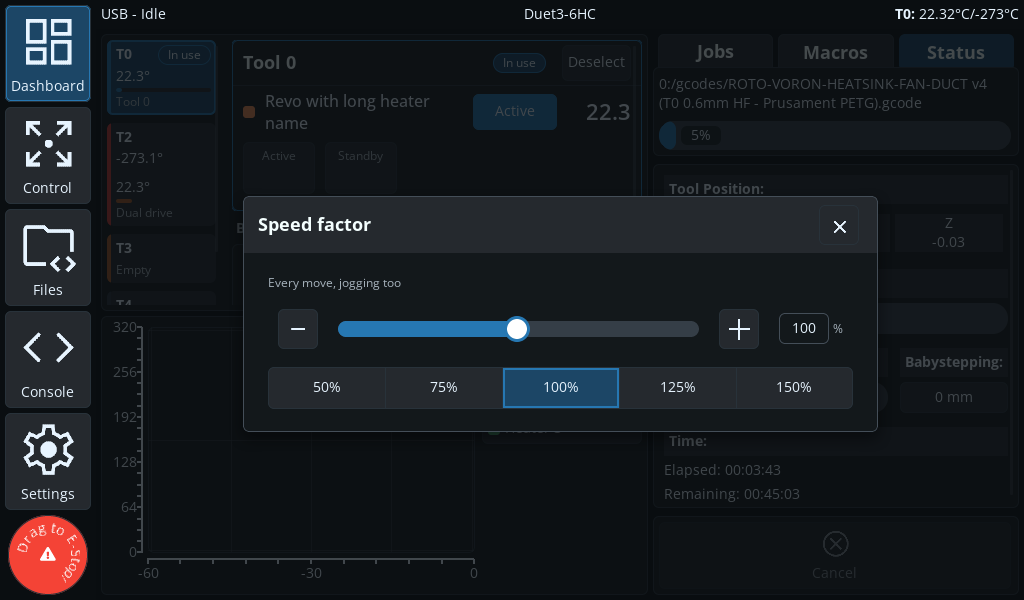 USB - Idle
Duet3-6HC
T0: 22.32°C/-273°C
Dashboard
Control
Files
Console
Settings
Drag to E-Stop!
T0
In use
22.3°
Tool 0
T2
-273.1°
22.3°
Dual drive
T3
Empty
T4
Tool 0
In use
Deselect
Revo with long heater
name
Active
22.3
Active
Standby
Jobs
Macros
Status
0:/gcodes/ROTO-VORON-HEATSINK-FAN-DUCT v4
(T0 0.6mm HF - Prusament PETG).gcode
5%
Tool Position:
Z
-0.03
Speed factor
Every move, jogging too
100
%
50%
75%
100%
125%
150%
Babystepping:
0 mm
Time:
Elapsed: 00:03:43
Remaining: 00:45:03
Cancel
320
256
192
128
64
0
-60
-30
0